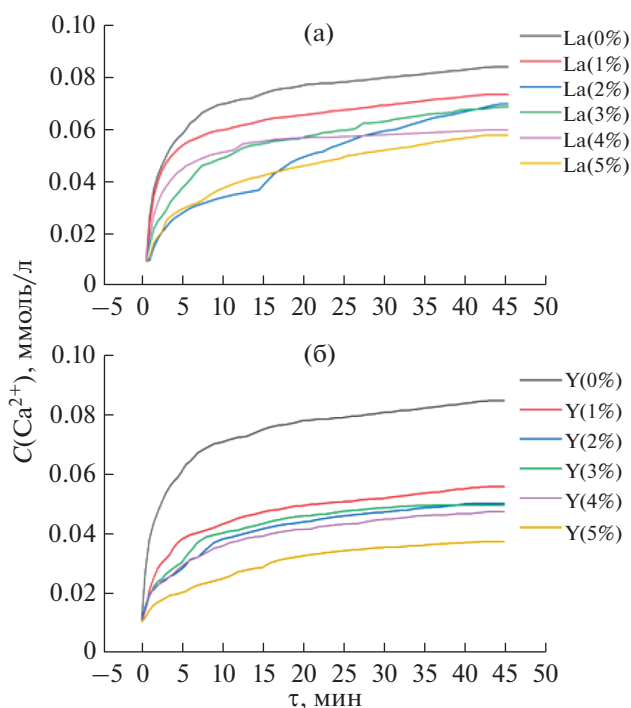 (а)
0.10
0.08
0.06
0.04
0.02
0
−5 0 5 10 15 20 25 30 35 40 45 50
La(0%)
La(1%)
La(2%)
La(3%)
La(4%)
La(5%)
C(Ca²⁺), ммоль/л
(б)
0.10
0.08
0.06
0.04
0.02
0
−5 0 5 10 15 20 25 30 35 40 45 50
τ, мин
Y(0%)
Y(1%)
Y(2%)
Y(3%)
Y(4%)
Y(5%)